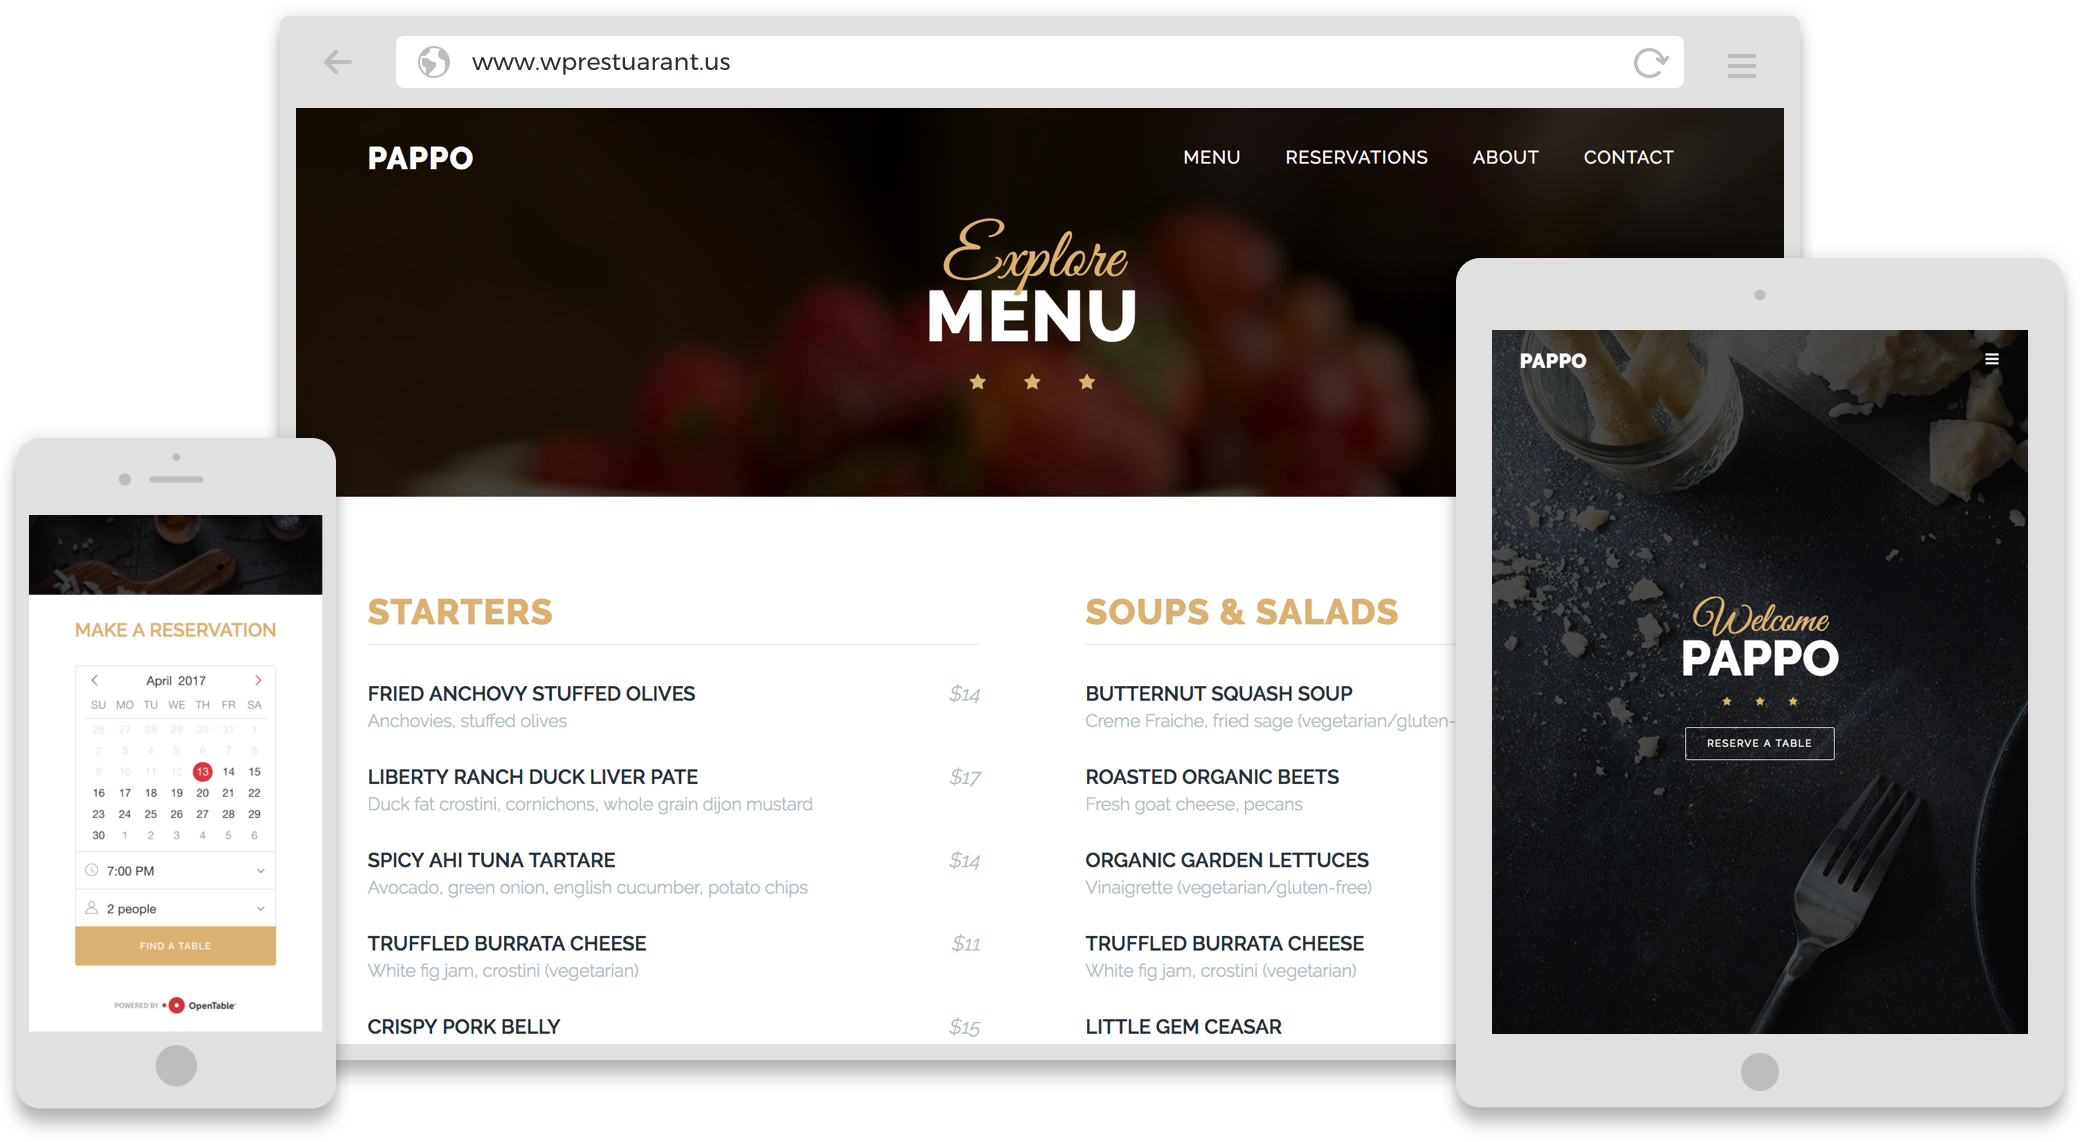 www.wprestuarant.us
PAPPO
MENU RESERVATIONS ABOUT CONTACT
Explore
MENU
STARTERS
FRIED ANCHOVY STUFFED OLIVES $14
Anchovies, stuffed olives
LIBERTY RANCH DUCK LIVER PATE $17
Duck fat crostini, cornichons, whole grain dijon mustard
SPICY AHI TUNA TARTARE $14
Avocado, green onion, english cucumber, potato chips
TRUFFLED BURRATA CHEESE $11
White fig jam, crostini (vegetarian)
CRISPY PORK BELLY $15
SOUPS & SALADS
BUTTERNUT SQUASH SOUP
Creme Fraiche, fried sage (vegetarian/gluten-
ROASTED ORGANIC BEETS
Fresh goat cheese, pecans
ORGANIC GARDEN LETTUCES
Vinaigrette (vegetarian/gluten-free)
TRUFFLED BURRATA CHEESE
White fig jam, crostini (vegetarian)
LITTLE GEM CEASAR
MAKE A RESERVATION
April 2017
SU MO TU WE TH FR SA
26 27 28 29 30 31 1
2 3 4 5 6 7 8
9 10 11 12 13 14 15
16 17 18 19 20 21 22
23 24 25 26 27 28 29
30 1 2 3 4 5 6
7:00 PM
2 people
FIND A TABLE
POWERED BY OpenTable
PAPPO
Welcome
PAPPO
RESERVE A TABLE